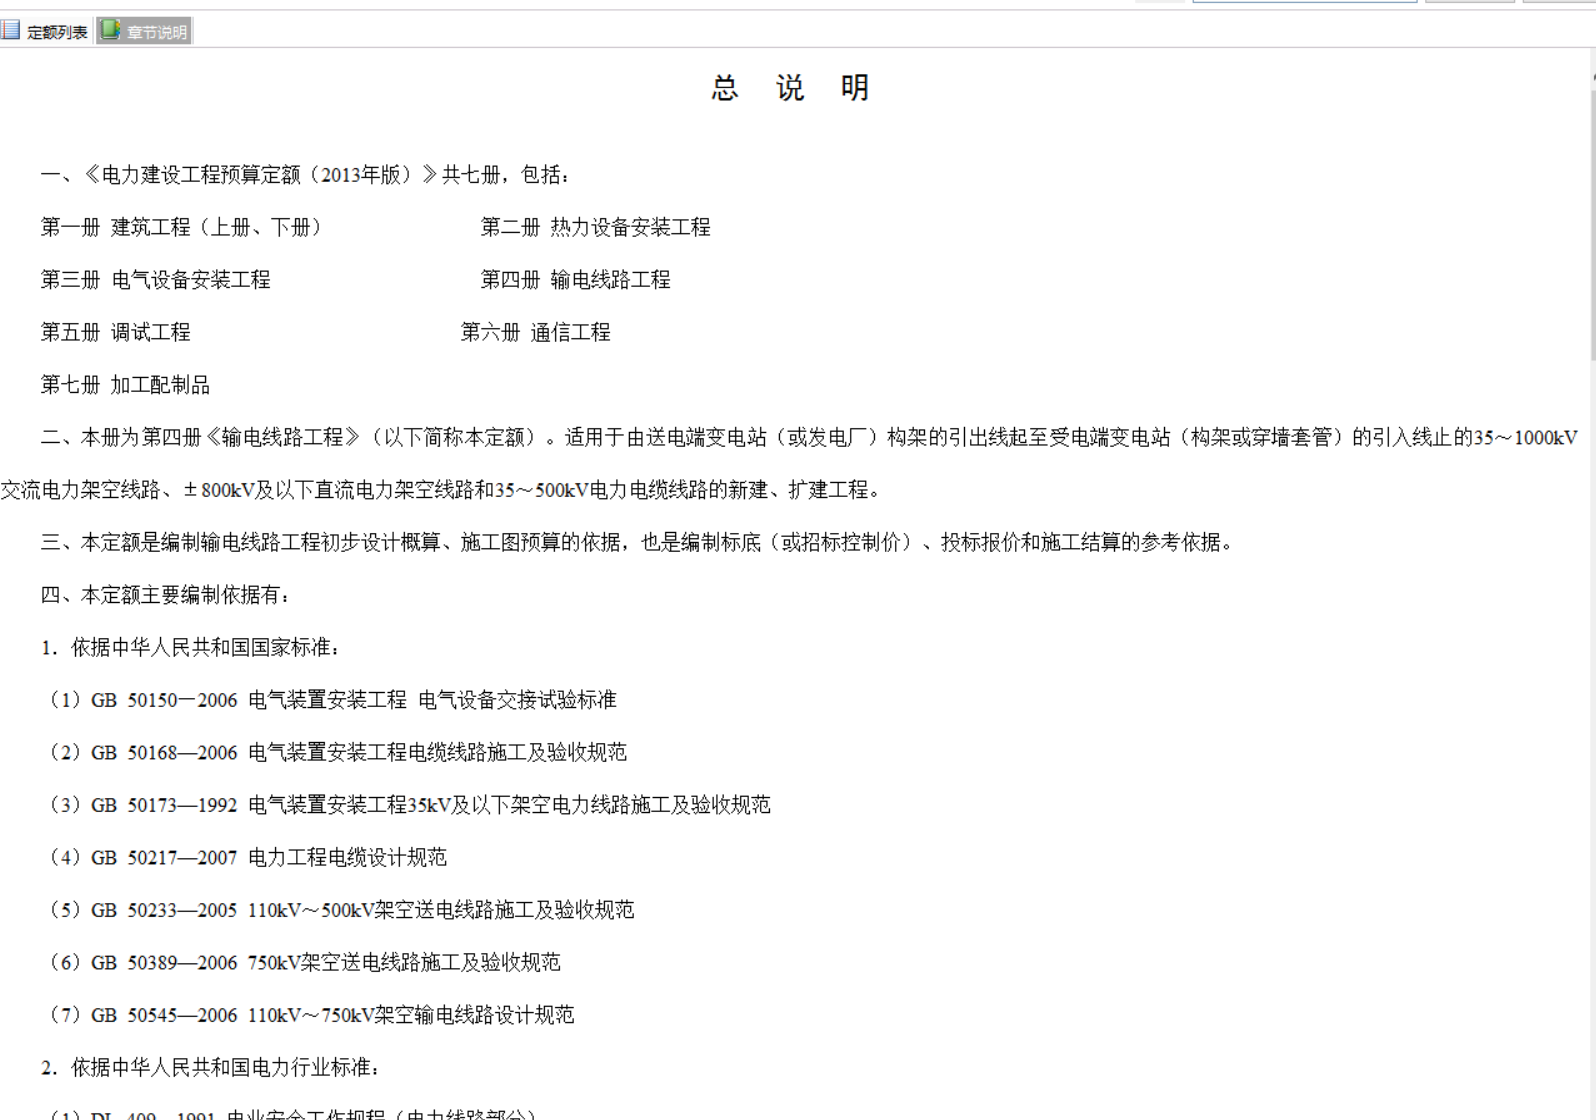 定额列表 章节说明
总 说 明
一、《电力建设工程预算定额（2013年版）》共七册，包括：
第一册 建筑工程（上册、下册） 第二册 热力设备安装工程
第三册 电气设备安装工程 第四册 输电线路工程
第五册 调试工程 第六册 通信工程
第七册 加工配制品
二、本册为第四册《输电线路工程》（以下简称本定额）。适用于由送电端变电站（或发电厂）构架的引出线起至受电端变电站（构架或穿墙套管）的引入线止的35～1000kV
交流电力架空线路、±800kV及以下直流电力架空线路和35～500kV电力电缆线路的新建、扩建工程。
三、本定额是编制输电线路工程初步设计概算、施工图预算的依据，也是编制标底（或招标控制价）、投标报价和施工结算的参考依据。
四、本定额主要编制依据有：
1．依据中华人民共和国国家标准：
（1）GB 50150－2006 电气装置安装工程 电气设备交接试验标准
（2）GB 50168—2006 电气装置安装工程电缆线路施工及验收规范
（3）GB 50173—1992 电气装置安装工程35kV及以下架空电力线路施工及验收规范
（4）GB 50217—2007 电力工程电缆设计规范
（5）GB 50233—2005 110kV～500kV架空送电线路施工及验收规范
（6）GB 50389—2006 750kV架空送电线路施工及验收规范
（7）GB 50545—2006 110kV～750kV架空输电线路设计规范
2．依据中华人民共和国电力行业标准：
（1）DL 409—1991 电业安全工作规程（电力线路部分）